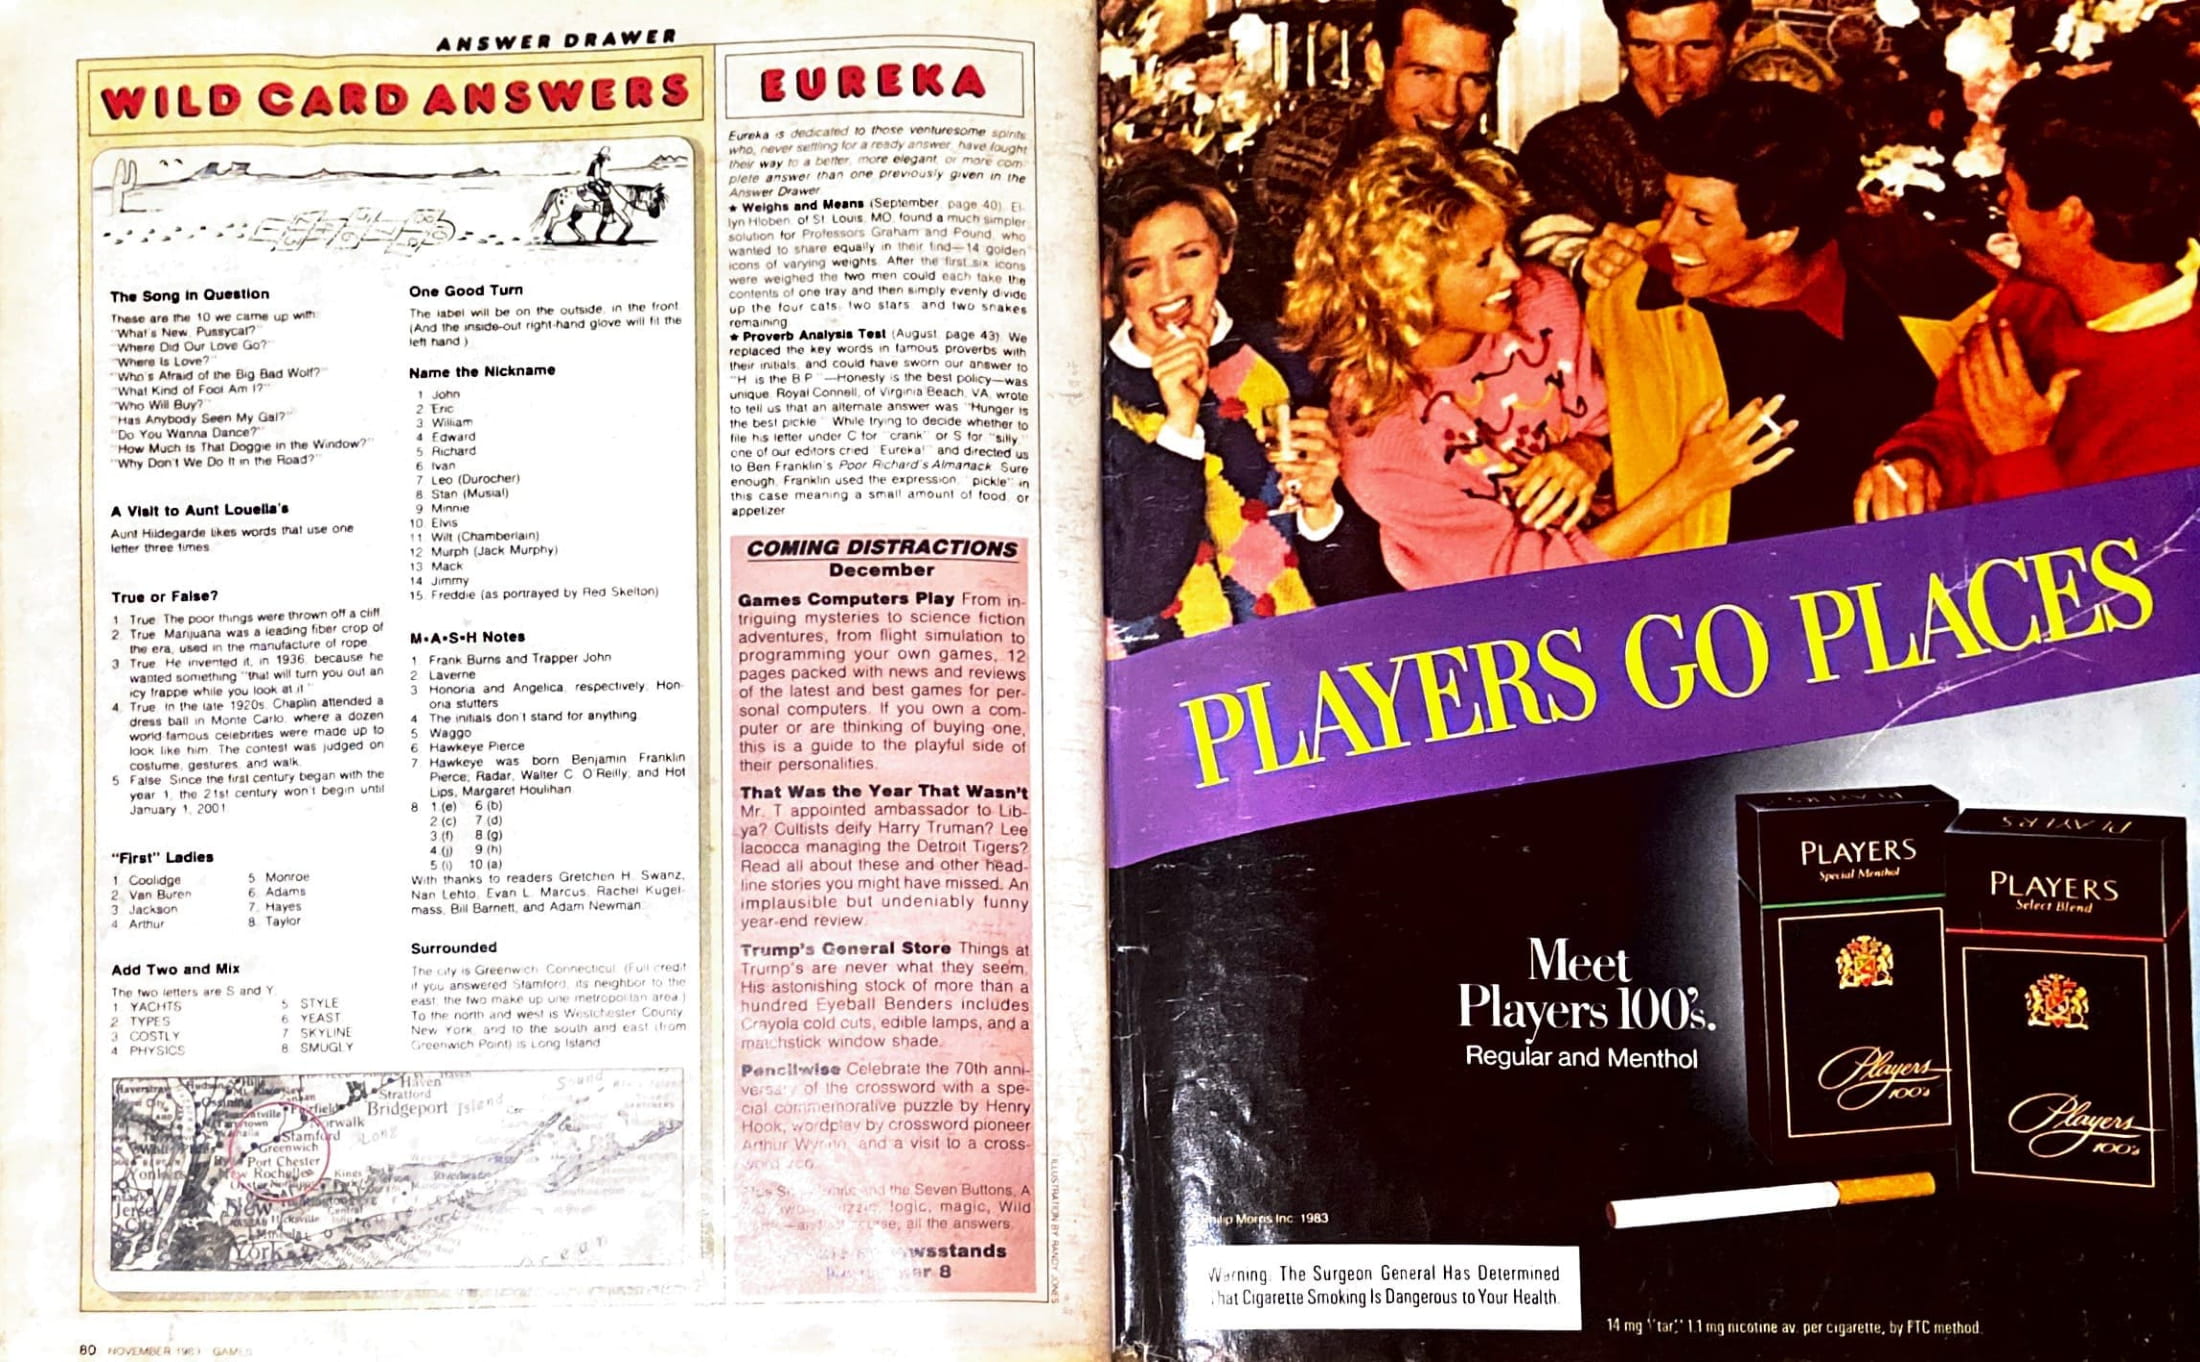 ANSWER DRAWER
WILD CARD ANSWERS
The Song in Question
These are the 10 we came up with:
"What's New, Pussycat?"
"Where Did Our Love Go?"
"Where Is Love?"
"Who's Afraid of the Big Bad Wolf?"
"What Kind of Fool Am I?"
"Who Will Buy?"
"Has Anybody Seen My Gal?"
"Do You Wanna Dance?"
"How Much Is That Doggie in the Window?"
"Why Don't We Do It in the Road?"
A Visit to Aunt Louella's
Aunt Hildegarde likes words that use one
letter three times.
True or False?
1 True. The poor things were thrown off a cliff.
2. True. Marijuana was a leading fiber crop of
the era, used in the manufacture of rope.
3 True. He invented it, in 1936, because he
wanted something "that will turn you out an
icy frappe while you look at it."
4. True. In the late 1920s, Chaplin attended a
dress ball in Monte Carlo, where a dozen
world famous celebrities were made up to
look like him. The contest was judged on
costume, gestures, and walk.
5 False. Since the first century began with the
year 1, the 21st century won't begin until
January 1, 2001.
"First" Ladies
1 Coolidge
2 Van Buren
3 Jackson
4 Arthur
5 Monroe
6 Adams
7. Hayes
8 Taylor
Add Two and Mix
The two letters are S and Y.
1 YACHTS
2 TYPES
3 COSTLY
4 PHYSICS
5 STYLE
6 YEAST
7 SKYLINE
8 SMUGLY
One Good Turn
The label will be on the outside, in the front.
(And the inside-out right-hand glove will fit the
left hand.)
Name the Nickname
1 John
2 Eric
3 William
4 Edward
5 Richard
6 Ivan
7 Leo (Durocher)
8 Stan (Musial)
9 Minnie
10 Elvis
11 Wilt (Chamberlain)
12 Murph (Jack Murphy)
13 Mack
14 Jimmy
15. Freddie (as portrayed by Red Skelton)
M•A•S•H Notes
1 Frank Burns and Trapper John
2 Laverne
3 Honoria and Angelica, respectively. Hon-
oria stutters
4 The initials don't stand for anything
5 Waggo
6 Hawkeye Pierce
7 Hawkeye was born Benjamin Franklin
Pierce; Radar, Walter C. O'Reilly; and Hot
Lips, Margaret Houlihan.
8 1 (e) 6 (b)
2 (c) 7 (d)
3 (f) 8 (g)
4 (j) 9 (h)
5 (i) 10 (a)
With thanks to readers Gretchen H. Swanz,
Nan Lehto, Evan L. Marcus, Rachel Kugel-
mass, Bill Barnett, and Adam Newman.
Surrounded
The city is Greenwich, Connecticut. (Full credit
if you answered Stamford, its neighbor to the
east; the two make up one metropolitan area.)
To the north and west is Westchester County,
New York, and to the south and east (from
Greenwich Point) is Long Island.
Haven
Stratford
Bridgeport
Island
Sound
Norwalk
Stamford
Greenwich
Port Chester
New Rochelle
New
York
Jersey
City
EUREKA
Eureka is dedicated to those venturesome spirits
who, never settling for a ready answer, have fought
their way to a better, more elegant, or more com-
plete answer than one previously given in the
Answer Drawer.
★ Weighs and Means (September, page 40). El-
lyn Hloben, of St. Louis, MO, found a much simpler
solution for Professors Graham and Pound, who
wanted to share equally in their find—14 golden
icons of varying weights. After the first six icons
were weighed the two men could each take the
contents of one tray and then simply evenly divide
up the four cats, two stars, and two snakes
remaining.
★ Proverb Analysis Test (August, page 43). We
replaced the key words in famous proverbs with
their initials, and could have sworn our answer to
"H. is the B.P."—Honesty is the best policy—was
unique. Royal Connell, of Virginia Beach, VA, wrote
to tell us that an alternate answer was "Hunger is
the best pickle." While trying to decide whether to
file his letter under C for "crank" or S for "silly,"
one of our editors cried "Eureka!" and directed us
to Ben Franklin's Poor Richard's Almanack. Sure
enough, Franklin used the expression, "pickle" in
this case meaning a small amount of food, or
appetizer.
COMING DISTRACTIONS
December
Games Computers Play From in-
triguing mysteries to science fiction
adventures, from flight simulation to
programming your own games, 12
pages packed with news and reviews
of the latest and best games for per-
sonal computers. If you own a com-
puter or are thinking of buying one,
this is a guide to the playful side of
their personalities.
That Was the Year That Wasn't
Mr. T appointed ambassador to Lib-
ya? Cultists deify Harry Truman? Lee
Iacocca managing the Detroit Tigers?
Read all about these and other head-
line stories you might have missed. An
implausible but undeniably funny
year-end review.
Trump's General Store Things at
Trump's are never what they seem.
His astonishing stock of more than a
hundred Eyeball Benders includes
Crayola cold cuts, edible lamps, and a
matchstick window shade.
Pencilwise Celebrate the 70th anni-
versary of the crossword with a spe-
cial commemorative puzzle by Henry
Hook, wordplay by crossword pioneer
Arthur Wynne, and a visit to a cross-
word zoo.
and the Seven Buttons, A
logic, magic, Wild
all the answers.
8
ILLUSTRATION BY RANDY JONES
80 NOVEMBER 1983 GAMES
PLAYERS GO PLACES
Meet
Players 100's.
Regular and Menthol
PLAYERS
Special Menthol
Players
100's
PLAYERS
PLAYERS
Select Blend
Players
100's
Philip Morris Inc. 1983
Warning: The Surgeon General Has Determined
That Cigarette Smoking Is Dangerous to Your Health.
14 mg "tar," 1.1 mg nicotine av. per cigarette, by FTC method.